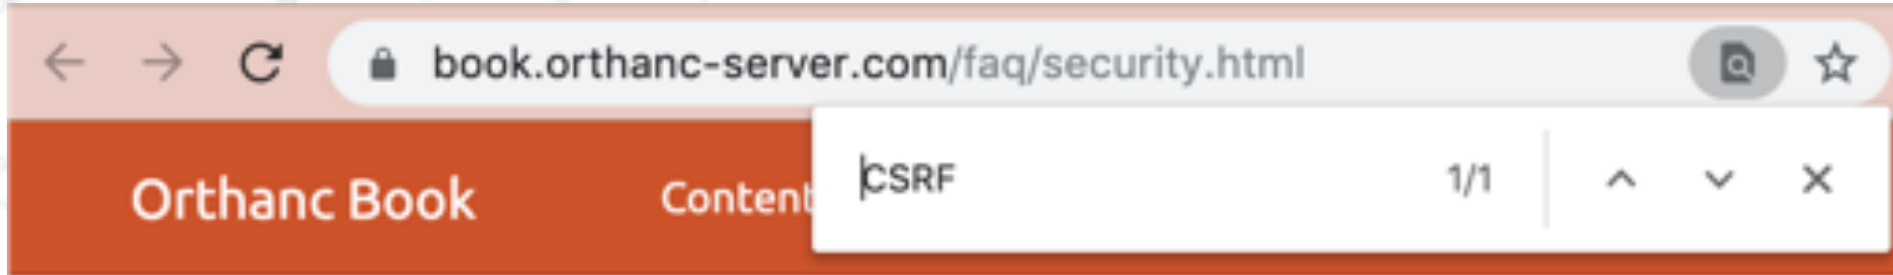 book.orthanc-server.com/faq/security.html
CSRF 1/1
Orthanc Book Content